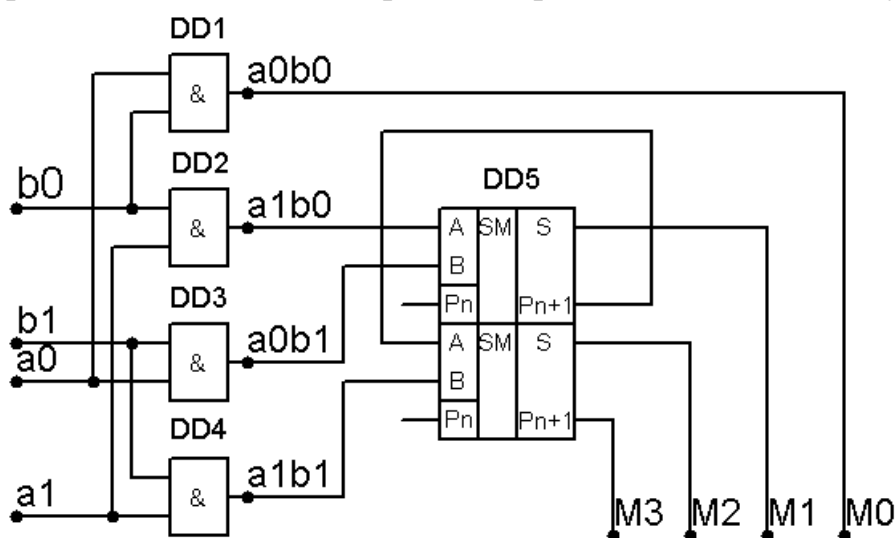 DD1
a0b0
&
DD2
DD5
b0
a1b0
&
A SM S
B
DD3
Pn Pn+1
b1
a0
a0b1
&
A SM S
B
DD4
Pn Pn+1
a1
a1b1
&
M3 M2 M1 M0